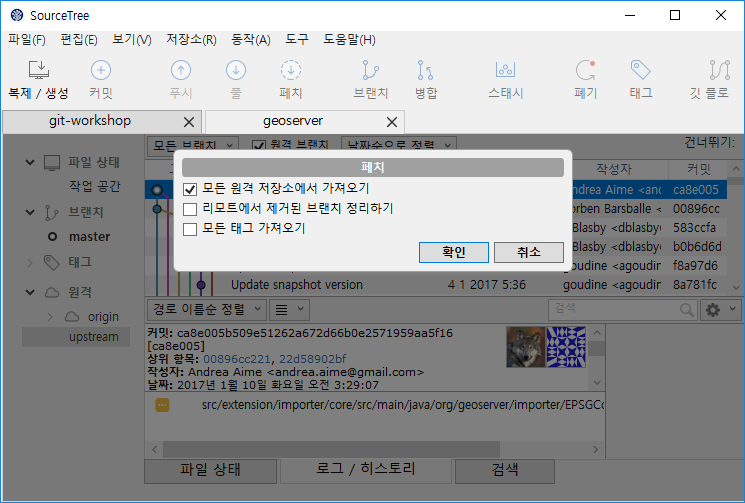 SourceTree
파일(F) 편집(E) 보기(V) 저장소(R) 동작(A) 도구 도움말(H)
복제 / 생성 커밋 푸시 풀 페치 브랜치 병합 스태시 폐기 태그 깃 플로
git-workshop geoserver
모든 브랜치 원격 브랜치 날짜순으로 정렬 건너뛰기:
페치
모든 원격 저장소에서 가져오기
리모트에서 제거된 브랜치 정리하기
모든 태그 가져오기
확인 취소
파일 상태
작업 공간
브랜치
master
태그
원격
origin
upstream
작성자 커밋
Andrea Aime <and ca8e005
Torben Barsballe < 00896cc
dBlasby <dblasby 583ccfa
dBlasby <dblasby b0b6d6d
goudine <agoudin f8a97d6
Update snapshot version 4 1 2017 5:36 goudine <agoudin 8a781fc
경로 이름순 정렬 검색
커밋: ca8e005b509e51262a672d66b0e2571959aa5f16
[ca8e005]
상위 항목: 00896cc221, 22d58902bf
작성자: Andrea Aime <andrea.aime@gmail.com>
날짜: 2017년 1월 10일 화요일 오전 3:29:07
src/extension/importer/core/src/main/java/org/geoserver/importer/EPSGCo
파일 상태 로그 / 히스토리 검색